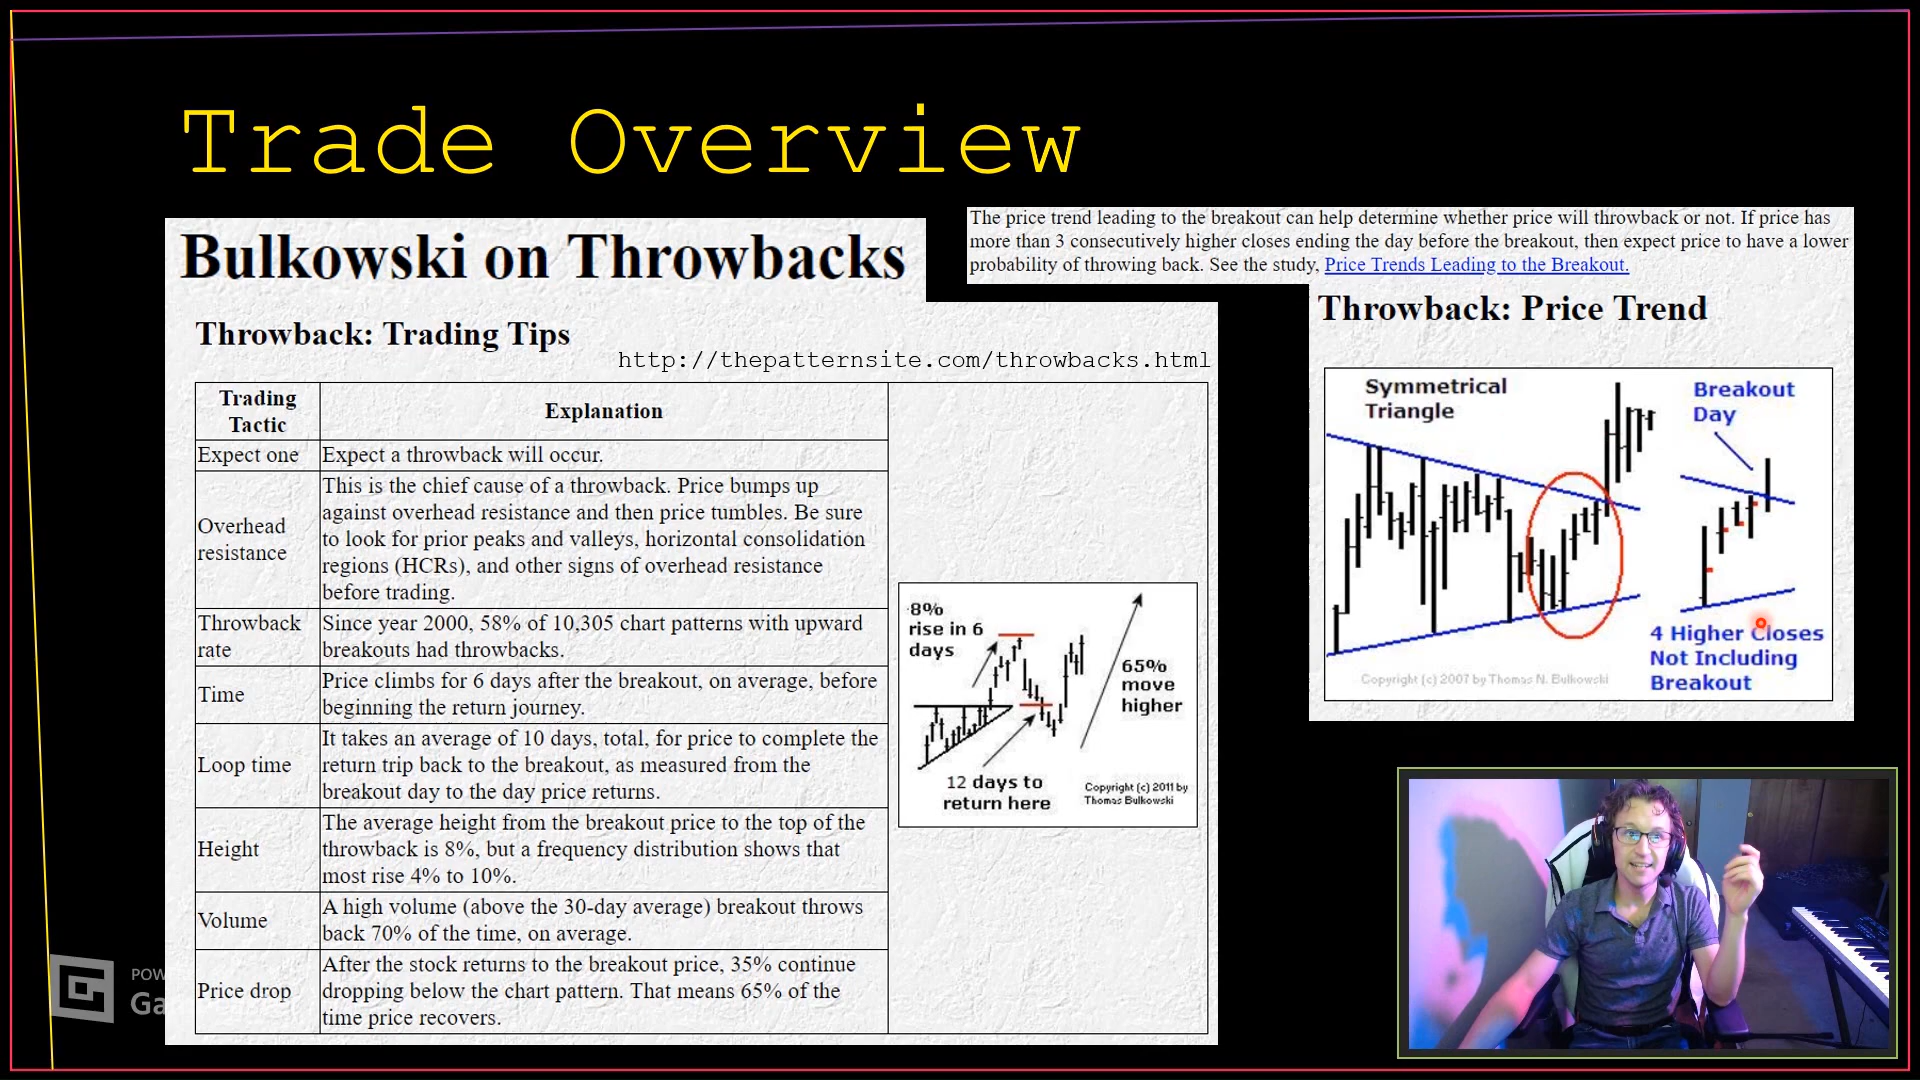 Trade Overview
Bulkowski on Throwbacks
The price trend leading to the breakout can help determine whether price will throwback or not. If price has
more than 3 consecutively higher closes ending the day before the breakout, then expect price to have a lower
probability of throwing back. See the study, Price Trends Leading to the Breakout.
Throwback: Trading Tips
http://thepatternsite.com/throwbacks.html
Trading
Tactic
Explanation
Expect one
Expect a throwback will occur.
Overhead
resistance
This is the chief cause of a throwback. Price bumps up
against overhead resistance and then price tumbles. Be sure
to look for prior peaks and valleys, horizontal consolidation
regions (HCRs), and other signs of overhead resistance
before trading.
Throwback
rate
Since year 2000, 58% of 10,305 chart patterns with upward
breakouts had throwbacks.
Time
Price climbs for 6 days after the breakout, on average, before
beginning the return journey.
Loop time
It takes an average of 10 days, total, for price to complete the
return trip back to the breakout, as measured from the
breakout day to the day price returns.
Height
The average height from the breakout price to the top of the
throwback is 8%, but a frequency distribution shows that
most rise 4% to 10%.
Volume
A high volume (above the 30-day average) breakout throws
back 70% of the time, on average.
Price drop
After the stock returns to the breakout price, 35% continue
dropping below the chart pattern. That means 65% of the
time price recovers.
8%
rise in 6
days
65%
move
higher
12 days to
return here
Copyright (c) 2011 by
Thomas Bulkowski
Throwback: Price Trend
Symmetrical
Triangle
Breakout
Day
4 Higher Closes
Not Including
Breakout
Copyright (c) 2007 by Thomas N. Bulkowski
POW
Ga